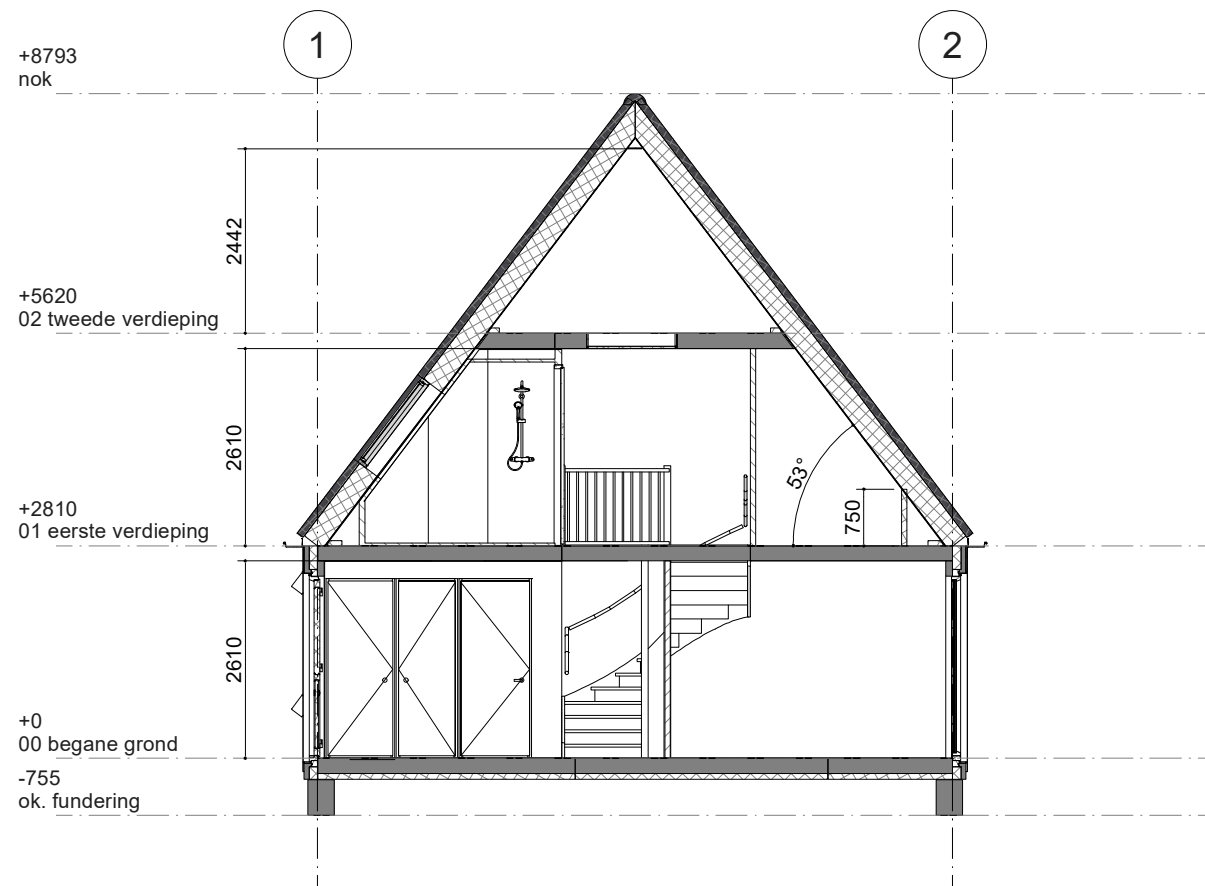 1
2
+8793
nok
2442
+5620
02 tweede verdieping
2610
53°
750
+2810
01 eerste verdieping
2610
+0
00 begane grond
-755
ok. fundering